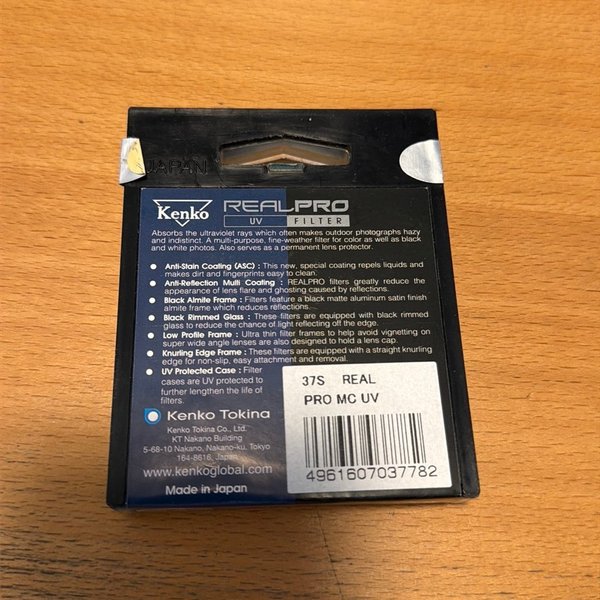 JAPAN
Kenko
REALPRO
UV FILTER
Absorbs the ultraviolet rays which often makes outdoor photographs hazy
and indistinct. A multi-purpose, fine-weather filter for color as well as black
and white photos. Also serves as a permanent lens protector.
• Anti-Stain Coating (ASC) : This new, special coating repels liquids and
makes dirt and fingerprints easy to clean.
• Anti-Reflection Multi Coating : REALPRO filters greatly reduce the
appearance of lens flare and ghosting caused by reflections.
• Black Almite Frame : Filters feature a black matte aluminum satin finish
almite frame which reduces reflections.
• Black Rimmed Glass : These filters are equipped with black rimmed
glass to reduce the chance of light reflecting off the edge.
• Low Profile Frame : Ultra thin filter frames to help avoid vignetting on
super wide angle lenses are also designed to hold a lens cap.
• Knurling Edge Frame : These filters are equipped with a straight knurling
edge for non-slip, easy attachment and removal.
• UV Protected Case : Filter
cases are UV protected to
further lengthen the life of
filters.
Kenko Tokina
Kenko Tokina Co., Ltd.
KT Nakano Building
5-68-10 Nakano, Nakano-ku, Tokyo
164-8616, Japan
www.kenkoglobal.com
Made in Japan
37S REAL
PRO MC UV
4961607037782